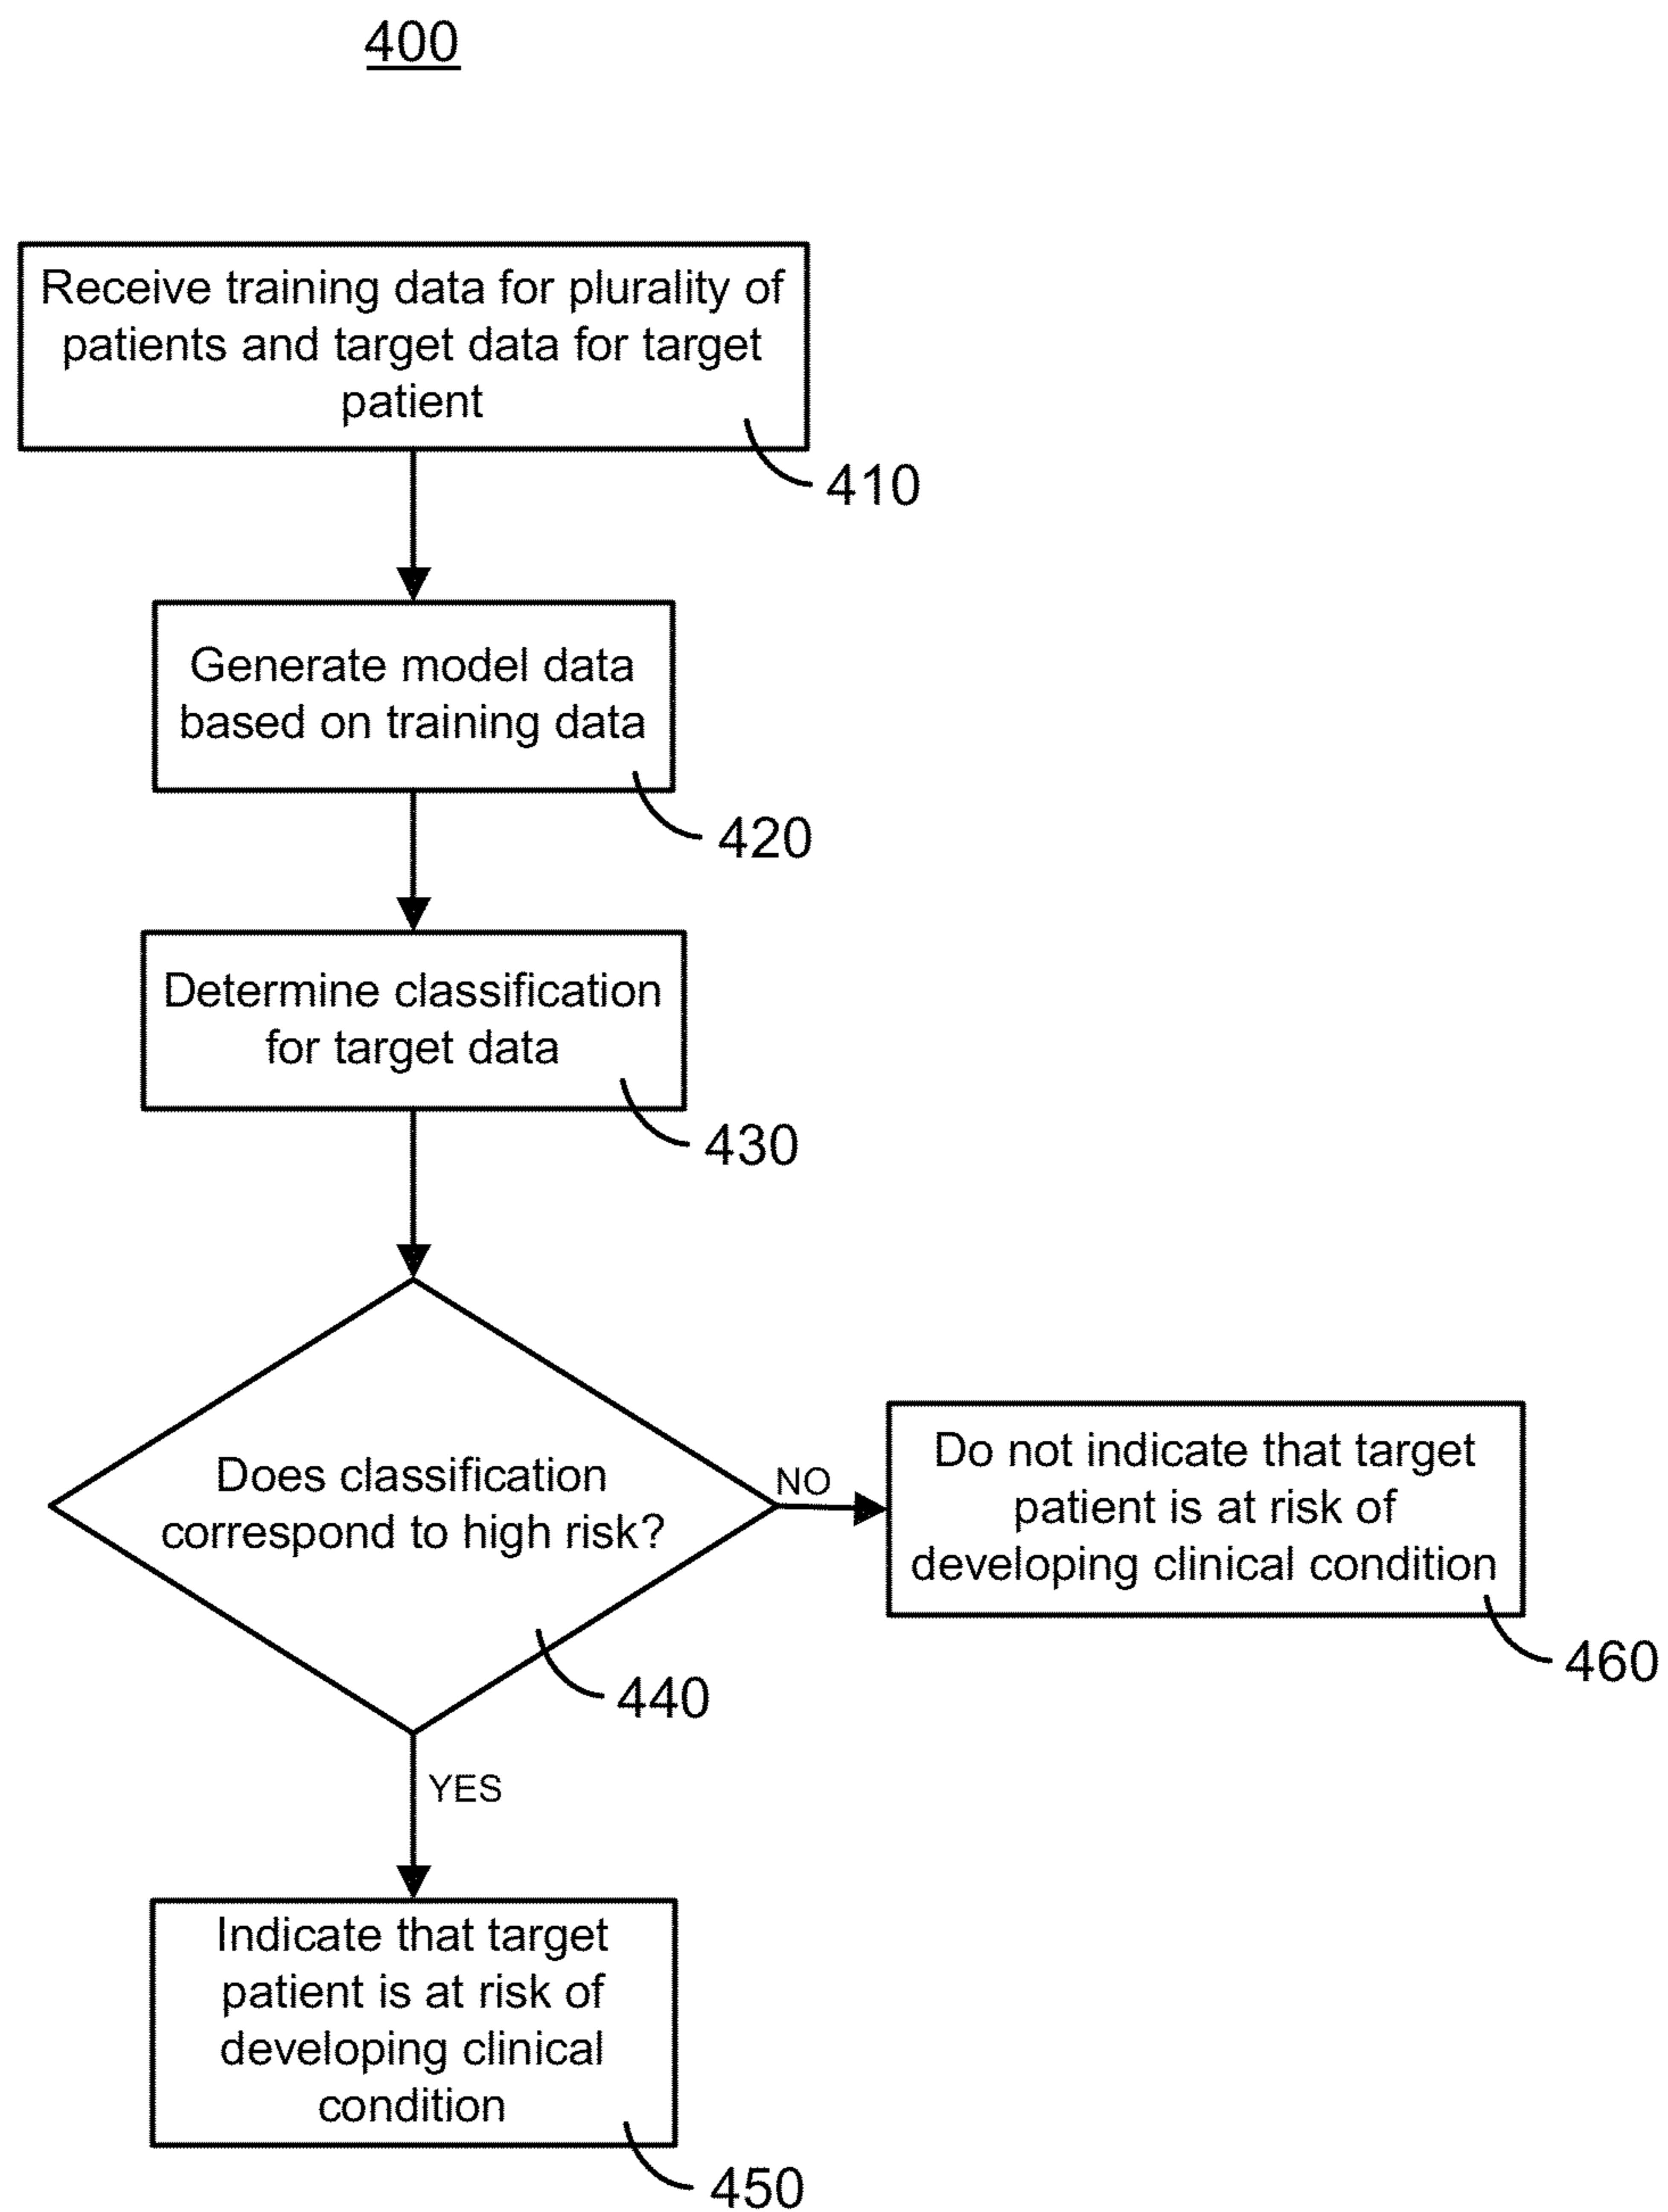 400
Receive training data for plurality of
patients and target data for target
patient
410
Generate model data
based on training data
420
Determine classification
for target data
430
Does classification
correspond to high risk?
440
NO
Do not indicate that target
patient is at risk of
developing clinical condition
460
YES
Indicate that target
patient is at risk of
developing clinical
condition
450